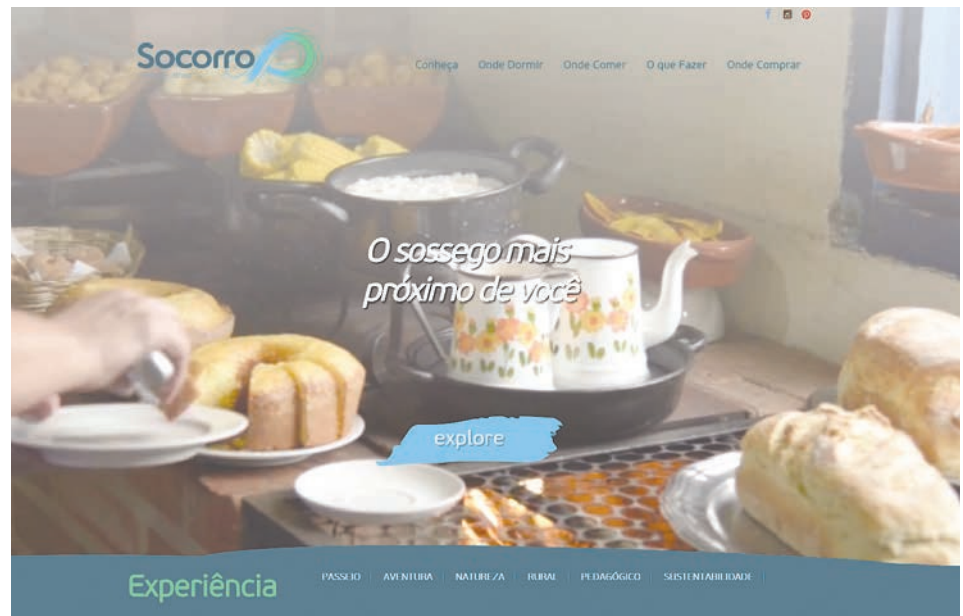 Socorro
Conheça Onde Dormir Onde Comer O que Fazer Onde Comprar
O sossego mais
próximo de você
explore
Experiência
PASSEIO AVENTURA NATUREZA RURAL PEDAGÓGICO SUSTENTABILIDADE